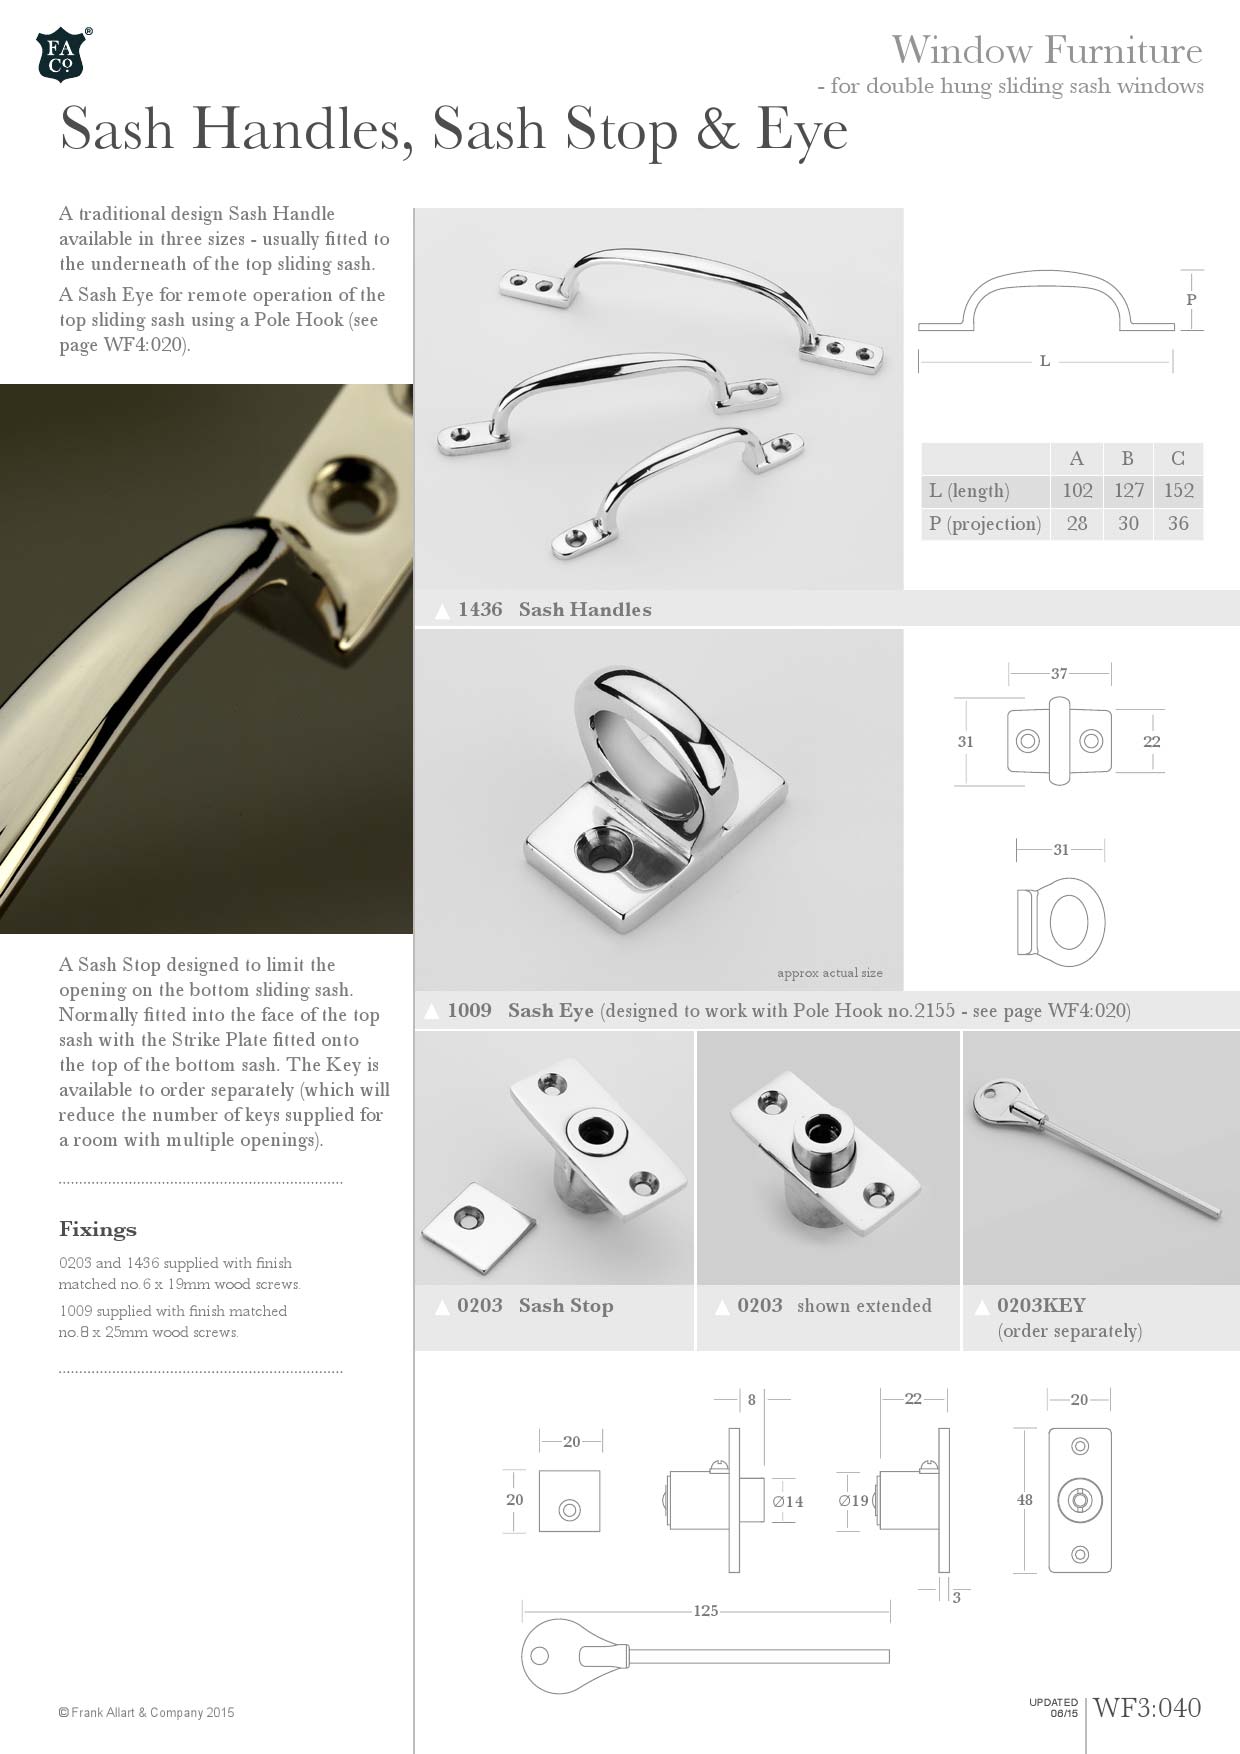 FA
Co
®
Window Furniture
- for double hung sliding sash windows
Sash Handles, Sash Stop & Eye
A traditional design Sash Handle
available in three sizes - usually fitted to
the underneath of the top sliding sash.
A Sash Eye for remote operation of the
top sliding sash using a Pole Hook (see
page WF4:020).
P
L
A B C
L (length) 102 127 152
P (projection) 28 30 36
1436 Sash Handles
37
31
22
31
approx actual size
1009 Sash Eye (designed to work with Pole Hook no.2155 - see page WF4:020)
A Sash Stop designed to limit the
opening on the bottom sliding sash.
Normally fitted into the face of the top
sash with the Strike Plate fitted onto
the top of the bottom sash. The Key is
available to order separately (which will
reduce the number of keys supplied for
a room with multiple openings).
Fixings
0203 and 1436 supplied with finish
matched no.6 x 19mm wood screws.
1009 supplied with finish matched
no.8 x 25mm wood screws.
0203 Sash Stop
0203 shown extended
0203KEY
(order separately)
8
22
20
20
20
Ø14
Ø19
48
3
125
© Frank Allart & Company 2015
UPDATED
06/15
WF3:040